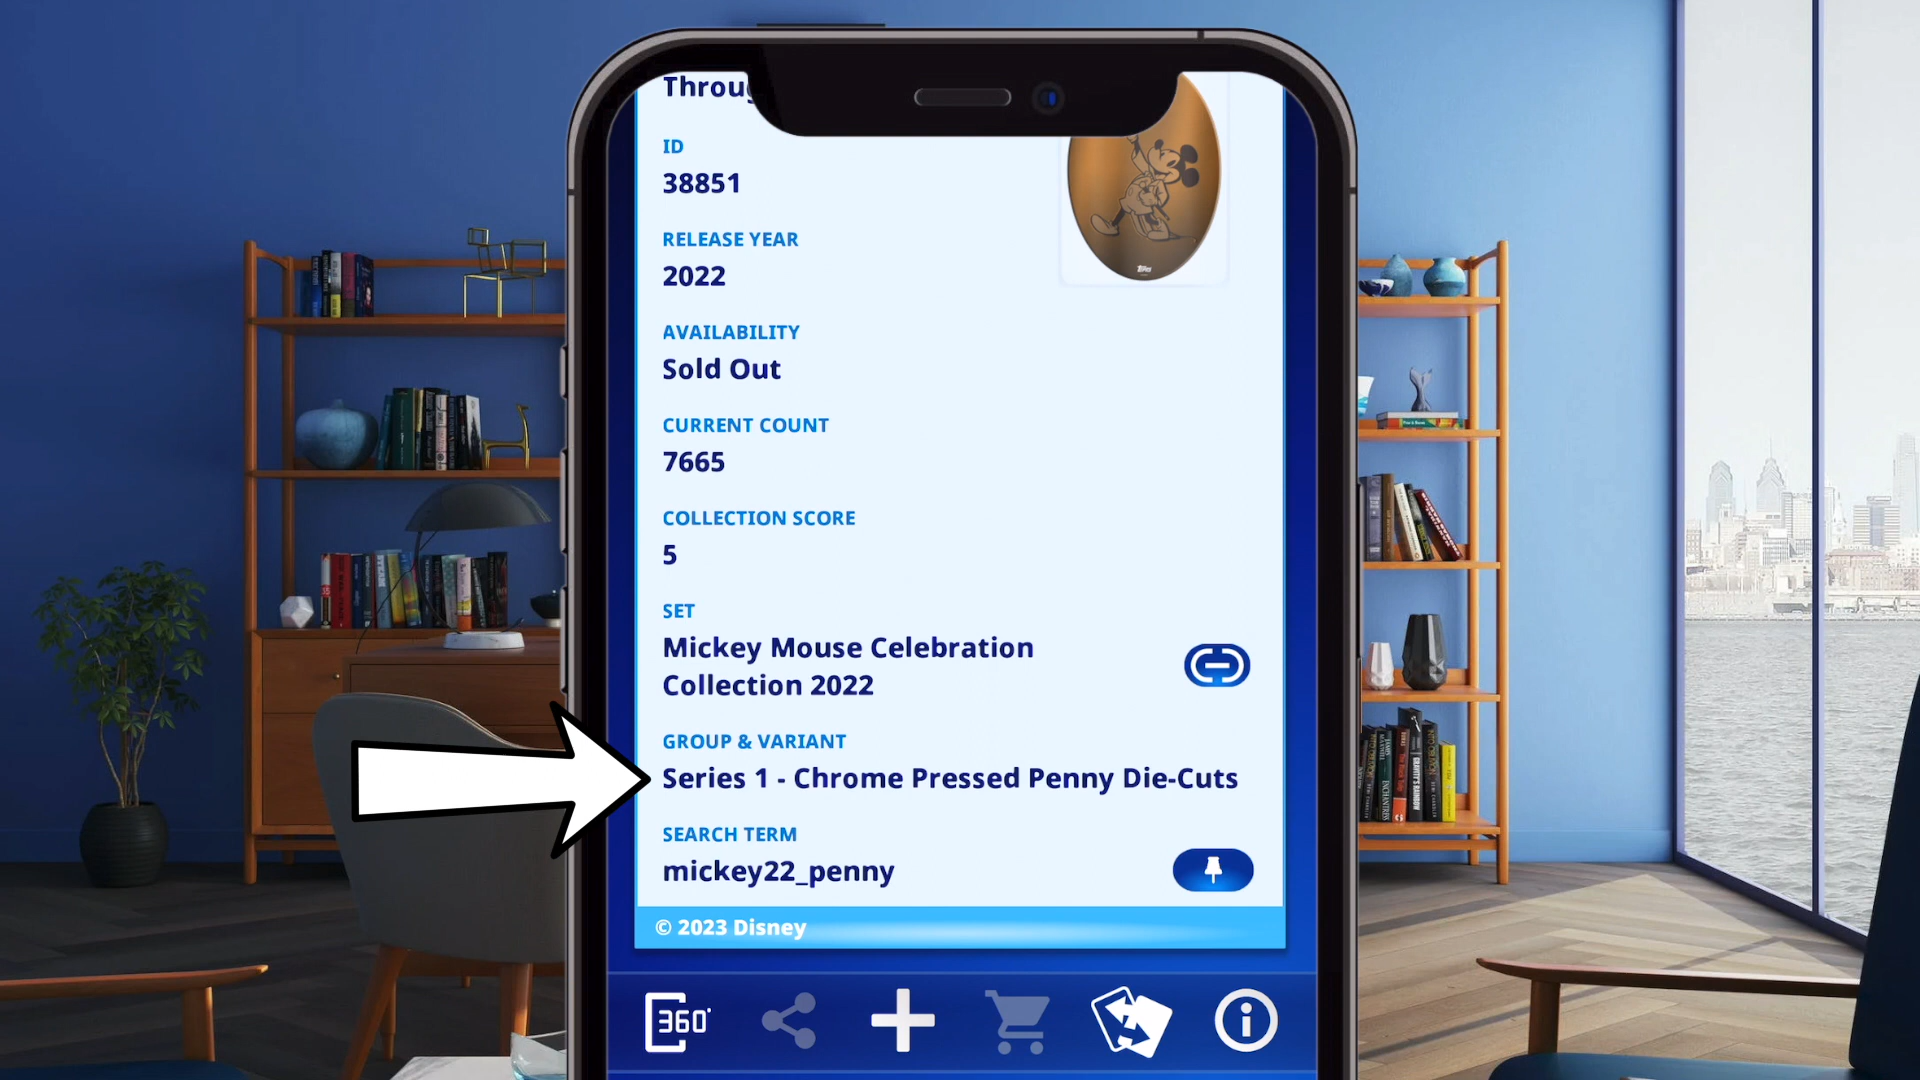 Throug
ID
38851
RELEASE YEAR
2022
AVAILABILITY
Sold Out
CURRENT COUNT
7665
COLLECTION SCORE
5
SET
Mickey Mouse Celebration
Collection 2022
GROUP & VARIANT
Series 1 - Chrome Pressed Penny Die-Cuts
SEARCH TERM
mickey22_penny
© 2023 Disney
360°